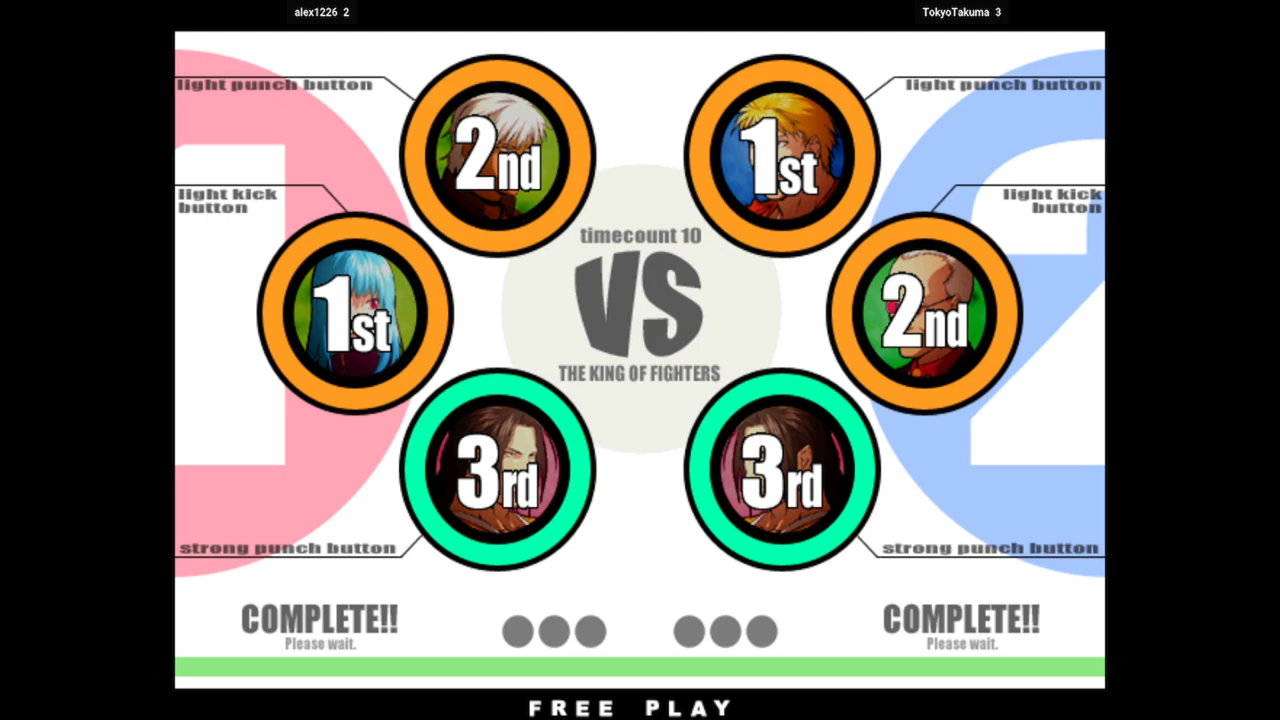 alex1226 2
TokyoTakuma 3
light punch button
light punch button
2nd
1st
light kick
button
light kick
button
timecount 10
VS
THE KING OF FIGHTERS
1st
2nd
1
2
3rd
3rd
strong punch button
strong punch button
COMPLETE!!
Please wait.
COMPLETE!!
Please wait.
FREE PLAY